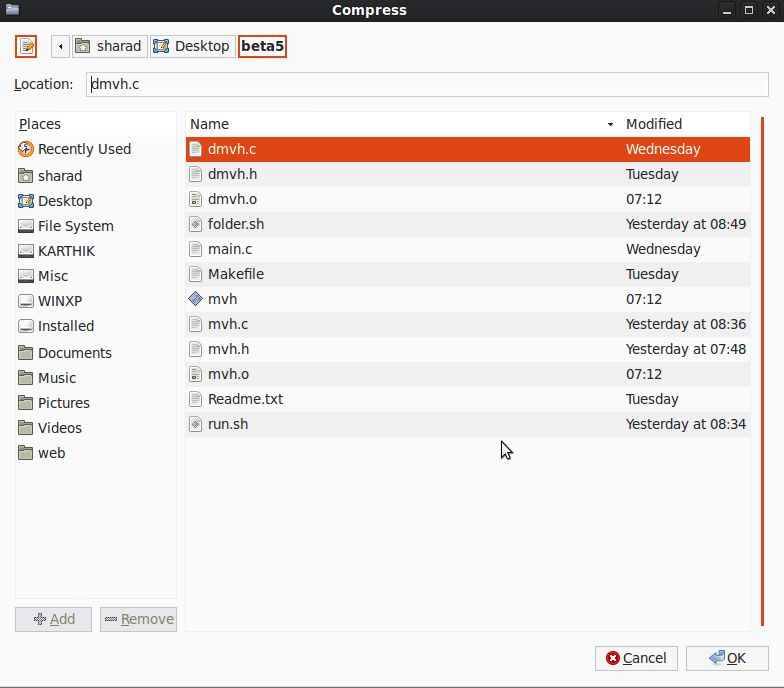 Compress
sharad Desktop beta5
Location: dmvh.c
Places
Recently Used
sharad
Desktop
File System
KARTHIK
Misc
WINXP
Installed
Documents
Music
Pictures
Videos
web
Add Remove
Name Modified
dmvh.c Wednesday
dmvh.h Tuesday
dmvh.o 07:12
folder.sh Yesterday at 08:49
main.c Wednesday
Makefile Tuesday
mvh 07:12
mvh.c Yesterday at 08:36
mvh.h Yesterday at 07:48
mvh.o 07:12
Readme.txt Tuesday
run.sh Yesterday at 08:34
Cancel OK